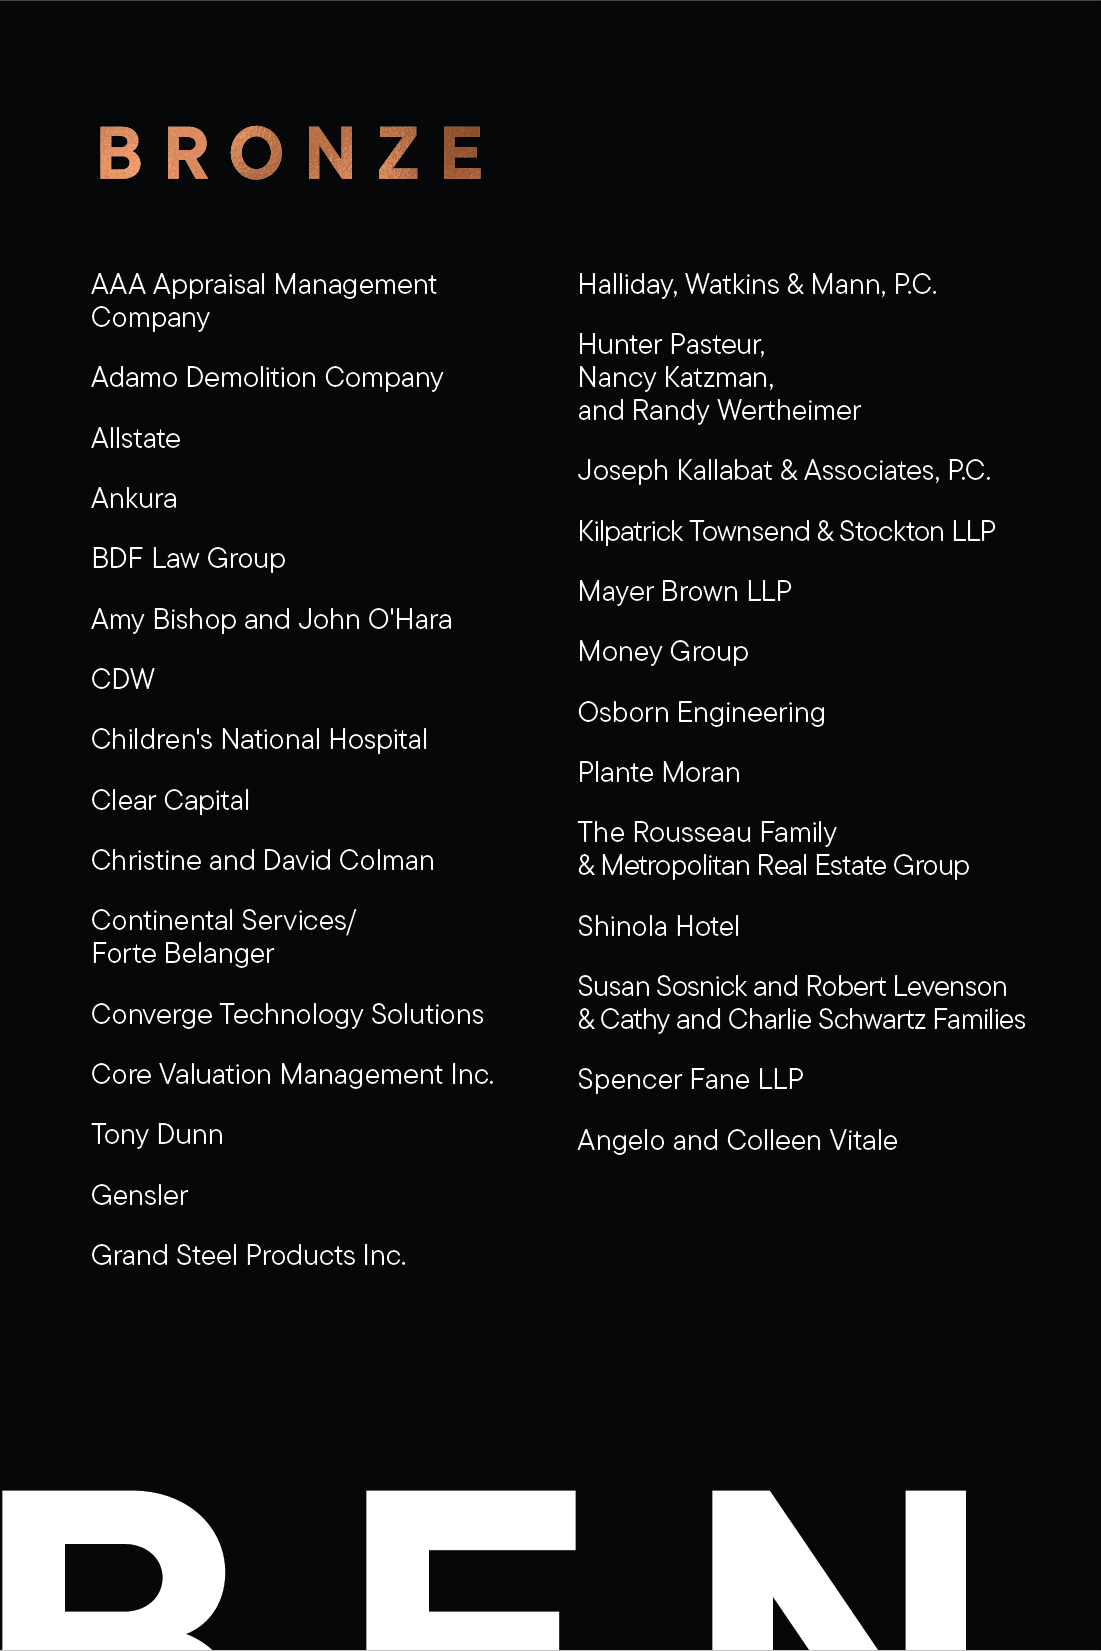 BRONZE
AAA Appraisal Management
Company
Adamo Demolition Company
Allstate
Ankura
BDF Law Group
Amy Bishop and John O'Hara
CDW
Children's National Hospital
Clear Capital
Christine and David Colman
Continental Services/
Forte Belanger
Converge Technology Solutions
Core Valuation Management Inc.
Tony Dunn
Gensler
Grand Steel Products Inc.
Halliday, Watkins & Mann, P.C.
Hunter Pasteur,
Nancy Katzman,
and Randy Wertheimer
Joseph Kallabat & Associates, P.C.
Kilpatrick Townsend & Stockton LLP
Mayer Brown LLP
Money Group
Osborn Engineering
Plante Moran
The Rousseau Family
& Metropolitan Real Estate Group
Shinola Hotel
Susan Sosnick and Robert Levenson
& Cathy and Charlie Schwartz Families
Spencer Fane LLP
Angelo and Colleen Vitale
BEN